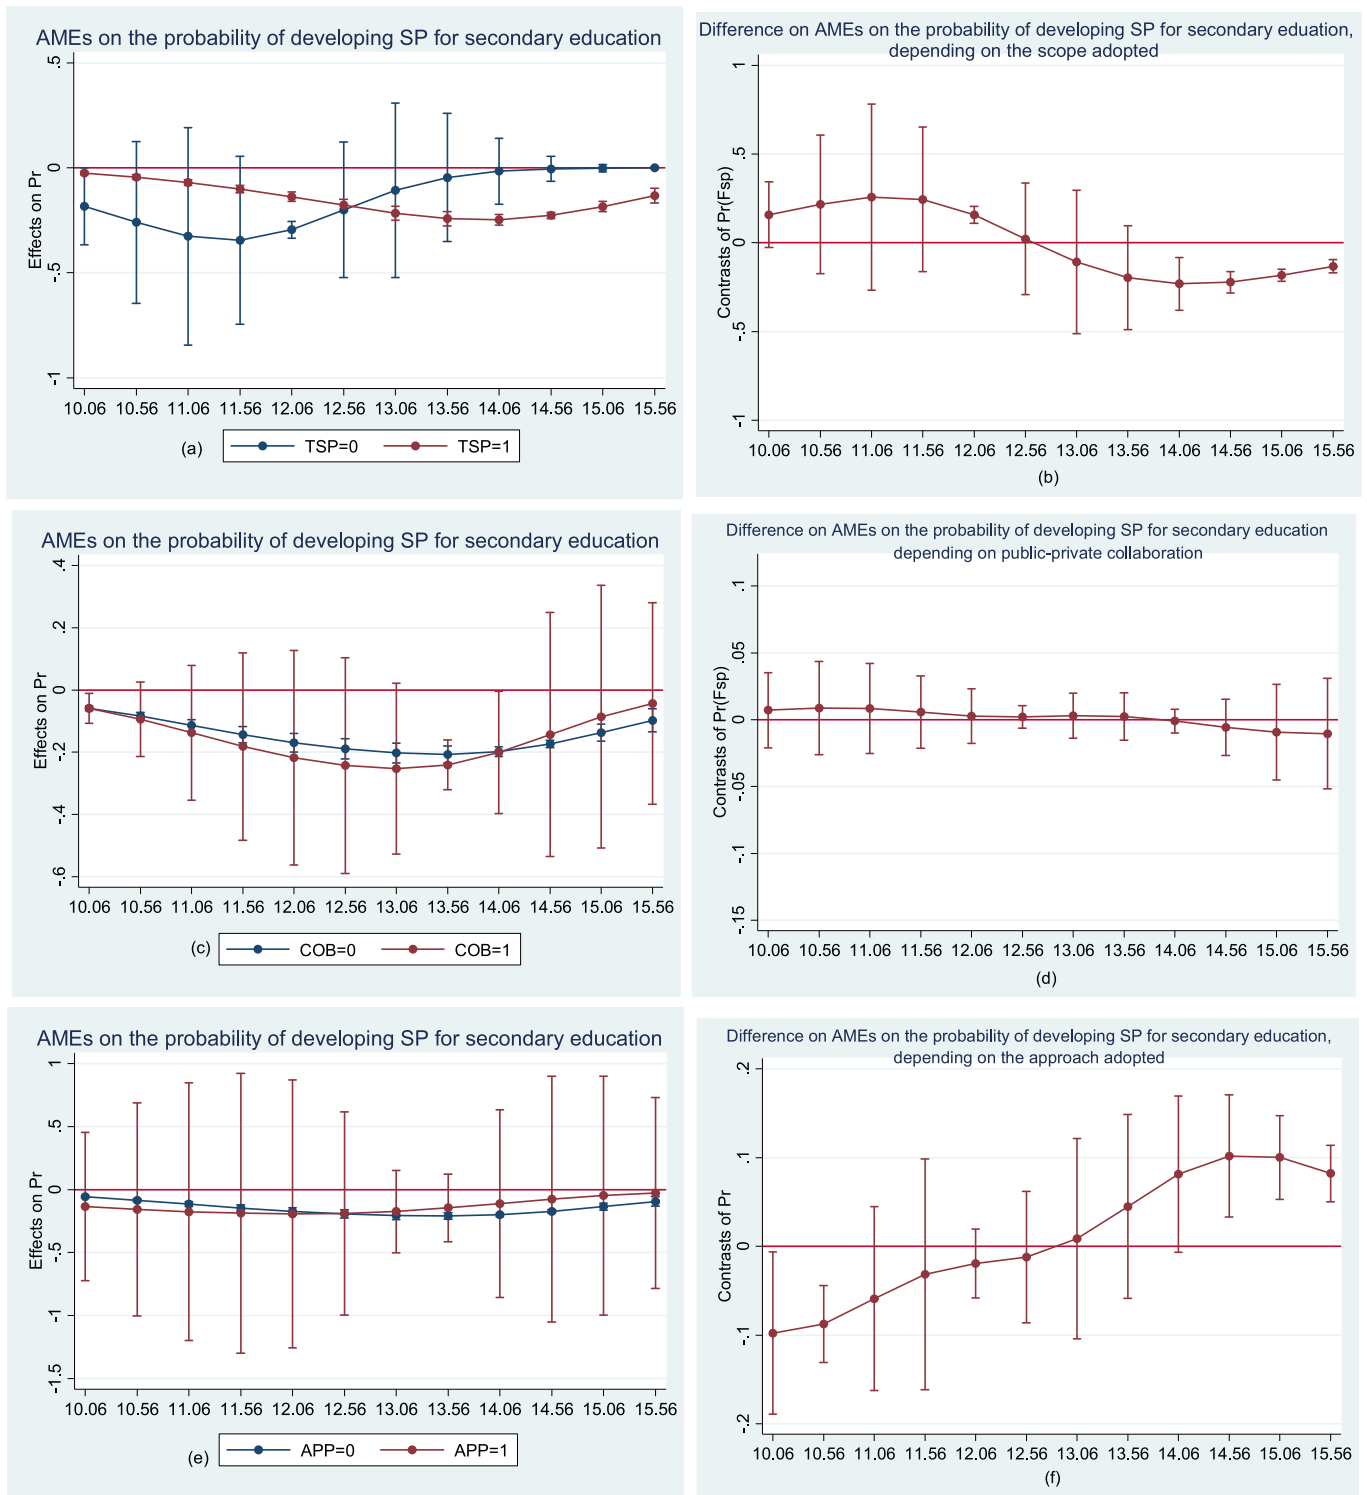 AMEs on the probability of developing SP for secondary education
Effects on Pr
.5
0
-.5
-1
10.06 10.56 11.06 11.56 12.06 12.56 13.06 13.56 14.06 14.56 15.06 15.56
(a) TSP=0 TSP=1
Difference on AMEs on the probability of developing SP for secondary eduation,
depending on the scope adopted
Contrasts of Pr(Fsp)
1
.5
0
-.5
-1
10.06 10.56 11.06 11.56 12.06 12.56 13.06 13.56 14.06 14.56 15.06 15.56
(b)
AMEs on the probability of developing SP for secondary education
Effects on Pr
.4
.2
0
-.2
-.4
-.6
10.06 10.56 11.06 11.56 12.06 12.56 13.06 13.56 14.06 14.56 15.06 15.56
(c) COB=0 COB=1
Difference on AMEs on the probability of developing SP for secondary education
depending on public-private collaboration
Contrasts of Pr(Fsp)
.1
.05
0
-.05
-.1
-.15
10.06 10.56 11.06 11.56 12.06 12.56 13.06 13.56 14.06 14.56 15.06 15.56
(d)
AMEs on the probability of developing SP for secondary education
Effects on Pr
1
.5
0
-.5
-1
-1.5
10.06 10.56 11.06 11.56 12.06 12.56 13.06 13.56 14.06 14.56 15.06 15.56
(e) APP=0 APP=1
Difference on AMEs on the probability of developing SP for secondary education,
depending on the approach adopted
Contrasts of Pr
.2
.1
0
-.1
-.2
10.06 10.56 11.06 11.56 12.06 12.56 13.06 13.56 14.06 14.56 15.06 15.56
(f)